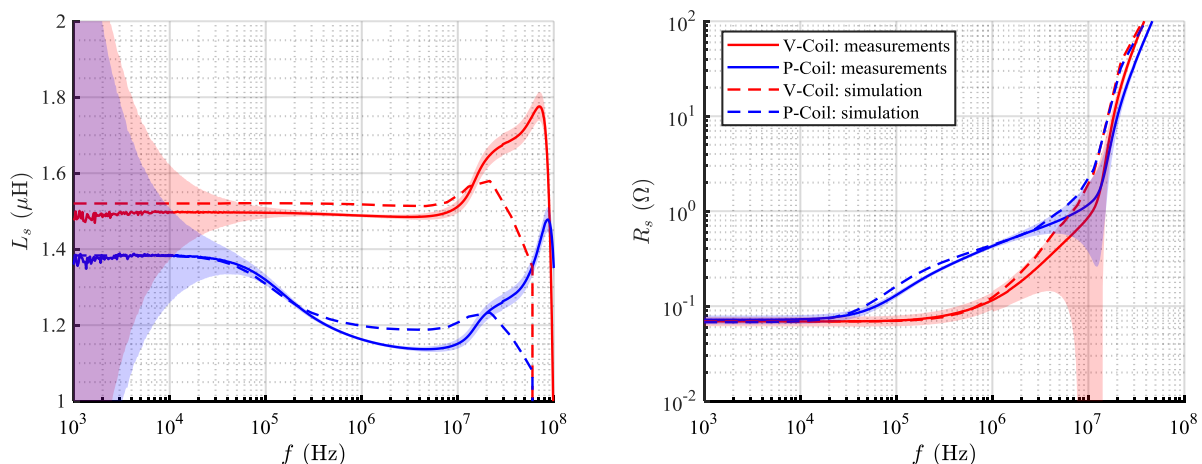 2
1.8
1.6
1.4
1.2
1
10^3 10^4 10^5 10^6 10^7 10^8
f (Hz)
L_s (μH)
10^2
10^1
10^0
10^-1
10^-2
10^3 10^4 10^5 10^6 10^7 10^8
f (Hz)
R_s (Ω)
V-Coil: measurements
P-Coil: measurements
V-Coil: simulation
P-Coil: simulation